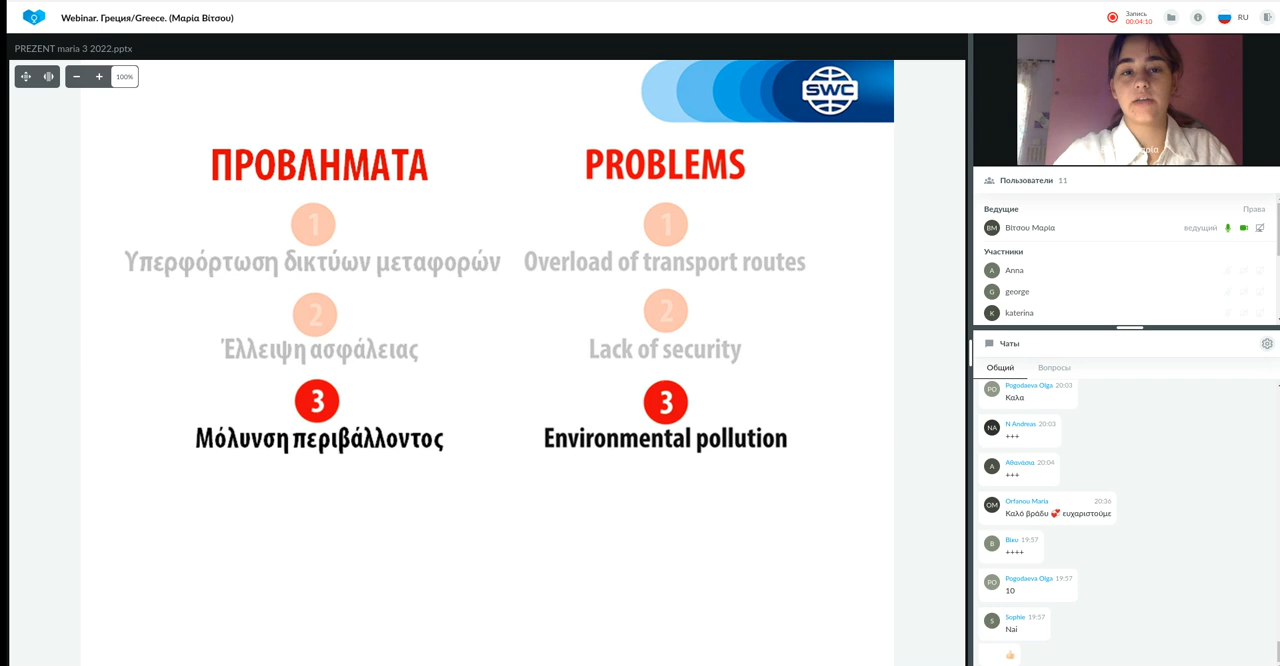 Webinar. Греция/Greece. (Μαρία Βίτσου)
Запись
00:04:10
RU
PREZENT maria 3 2022.pptx
100%
SWC
ΠΡΟΒΛΗΜΑΤΑ
1
Υπερφόρτωση δικτύων μεταφορών
2
Έλλειψη ασφάλειας
3
Μόλυνση περιβάλλοντος
PROBLEMS
1
Overload of transport routes
2
Lack of security
3
Environmental pollution
Пользователи 11
Ведущие Права
ΒΜ Βίτσου Μαρία ведущий
Участники
A Anna
G george
K katerina
Чаты
Общий Вопросы
PO Pogodaeva Olga 20:03
Καλα
NA N Andreas 20:03
+++
Α Αθανάσια 20:04
+++
OM Orfanou Maria 20:36
Καλό βράδυ 💞 ευχαριστούμε
Β Βίκυ 19:57
++++
PO Pogodaeva Olga 19:57
10
S Sophie 19:57
Nai
👍🏻